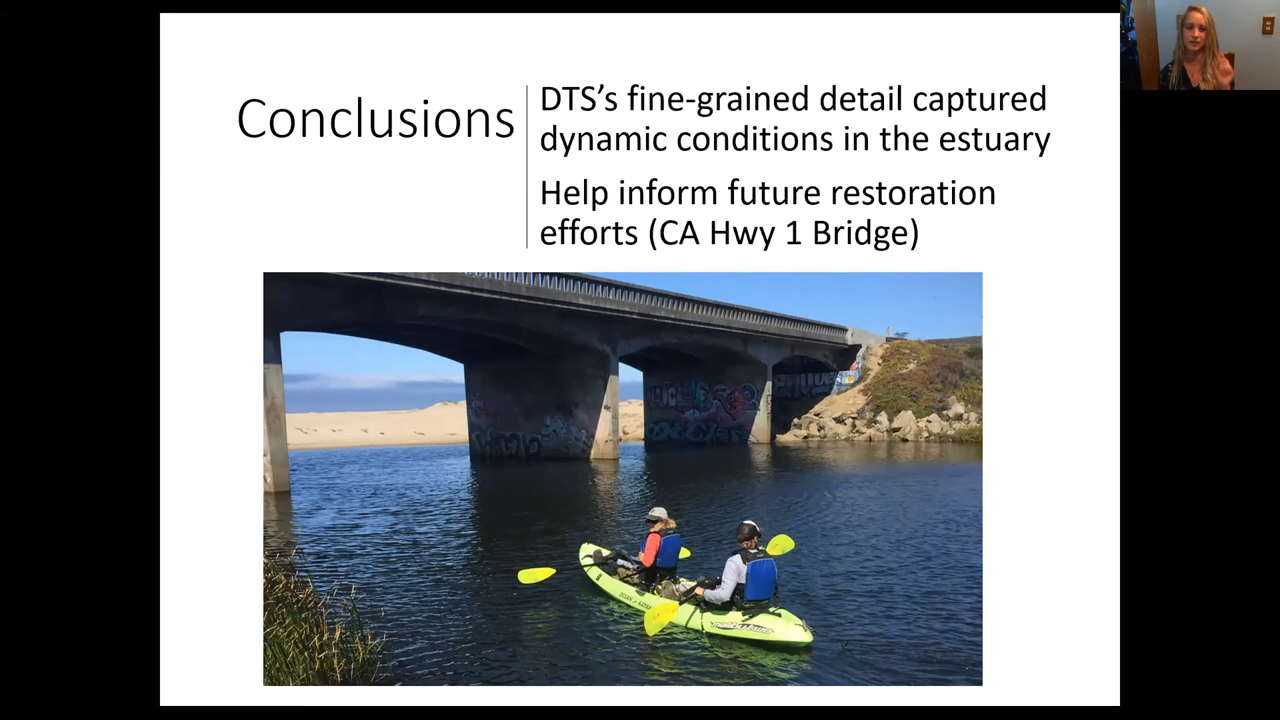 Conclusions
DTS’s fine-grained detail captured
dynamic conditions in the estuary
Help inform future restoration
efforts (CA Hwy 1 Bridge)